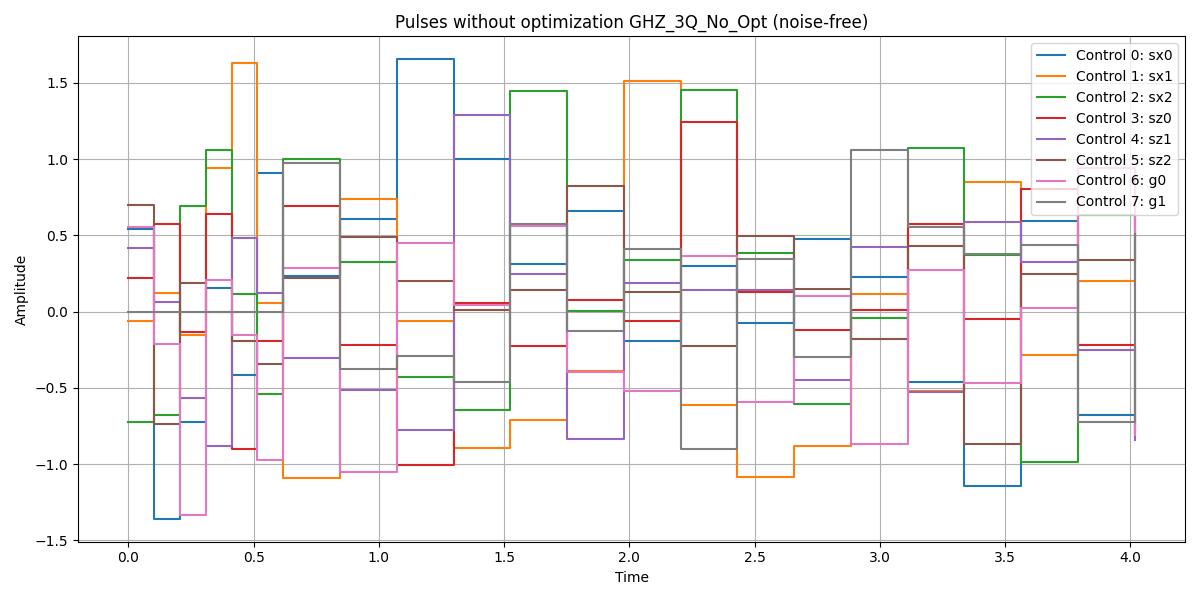 Pulses without optimization GHZ_3Q_No_Opt (noise-free)
Control 0: sx0
Control 1: sx1
Control 2: sx2
Control 3: sz0
Control 4: sz1
Control 5: sz2
Control 6: g0
Control 7: g1
Amplitude
1.5
1.0
0.5
0.0
−0.5
−1.0
−1.5
0.0 0.5 1.0 1.5 2.0 2.5 3.0 3.5 4.0
Time